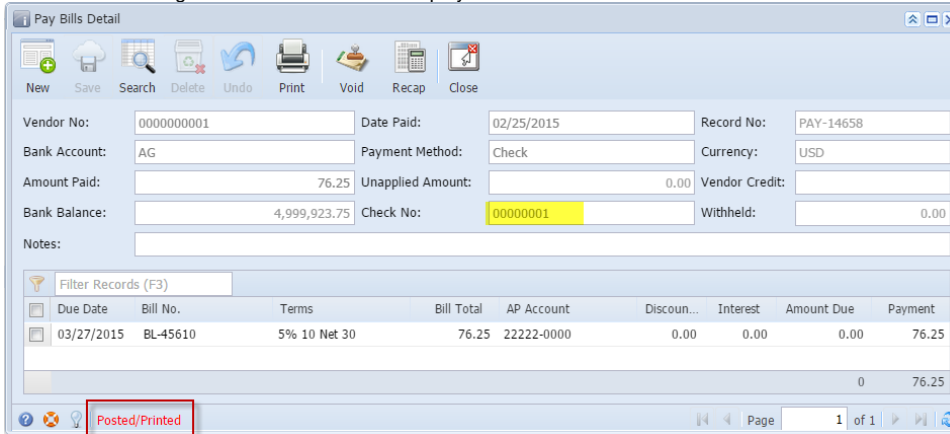 Pay Bills Detail
New Save Search Delete Undo Print Void Recap Close
Vendor No: 0000000001 Date Paid: 02/25/2015 Record No: PAY-14658
Bank Account: AG Payment Method: Check Currency: USD
Amount Paid: 76.25 Unapplied Amount: 0.00 Vendor Credit:
Bank Balance: 4,999,923.75 Check No: 00000001 Withheld: 0.00
Notes:
Filter Records (F3)
Due Date Bill No. Terms Bill Total AP Account Discoun... Interest Amount Due Payment
03/27/2015 BL-45610 5% 10 Net 30 76.25 22222-0000 0.00 0.00 0.00 76.25
0 76.25
Posted/Printed Page 1 of 1